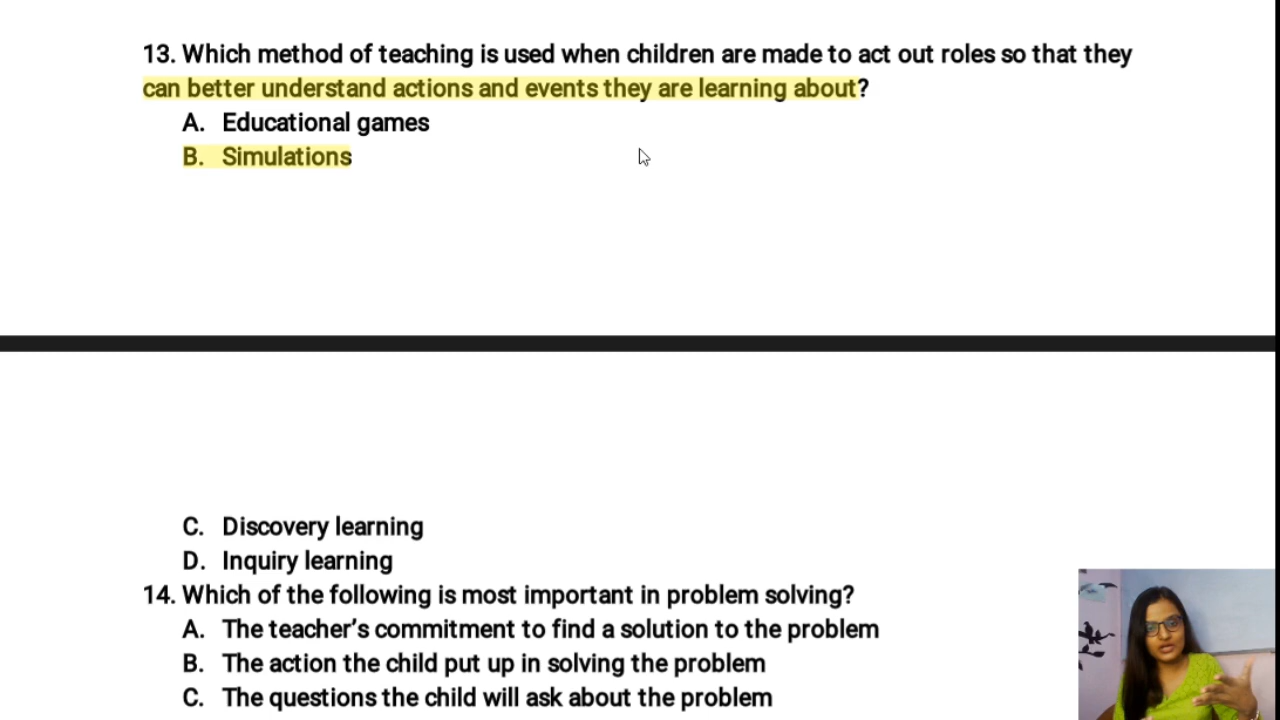 13. Which method of teaching is used when children are made to act out roles so that they
can better understand actions and events they are learning about?
A. Educational games
B. Simulations
C. Discovery learning
D. Inquiry learning
14. Which of the following is most important in problem solving?
A. The teacher’s commitment to find a solution to the problem
B. The action the child put up in solving the problem
C. The questions the child will ask about the problem